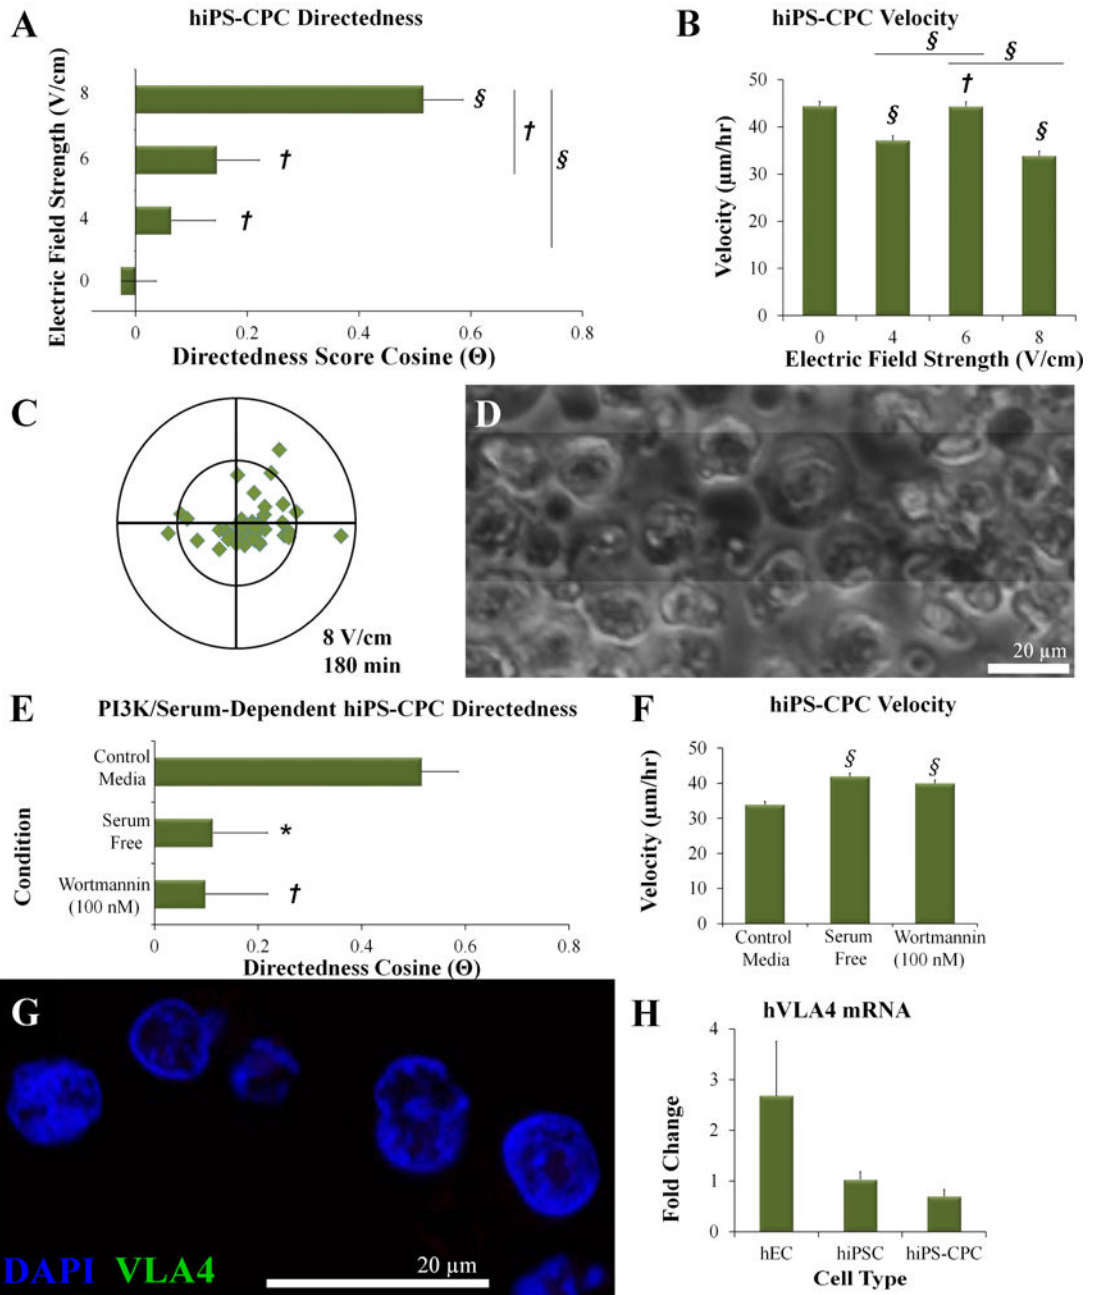 A
hiPS-CPC Directedness
Electric Field Strength (V/cm)
8
6
4
0
§
†
†
†
§
0
0.2
0.4
0.6
0.8
Directedness Score Cosine (Θ)
B
hiPS-CPC Velocity
§
§
§
†
§
Velocity (µm/hr)
50
40
30
20
10
0
0
4
6
8
Electric Field Strength (V/cm)
C
8 V/cm
180 min
D
20 µm
E
PI3K/Serum-Dependent hiPS-CPC Directedness
Condition
Control
Media
Serum
Free
*
Wortmannin
(100 nM)
†
0
0.2
0.4
0.6
0.8
Directedness Cosine (Θ)
F
hiPS-CPC Velocity
Velocity (µm/hr)
50
40
30
20
10
0
§
§
Control
Media
Serum
Free
Wortmannin
(100 nM)
G
DAPI VLA4
20 µm
H
hVLA4 mRNA
Fold Change
4
3
2
1
0
hEC
hiPSC
hiPS-CPC
Cell Type